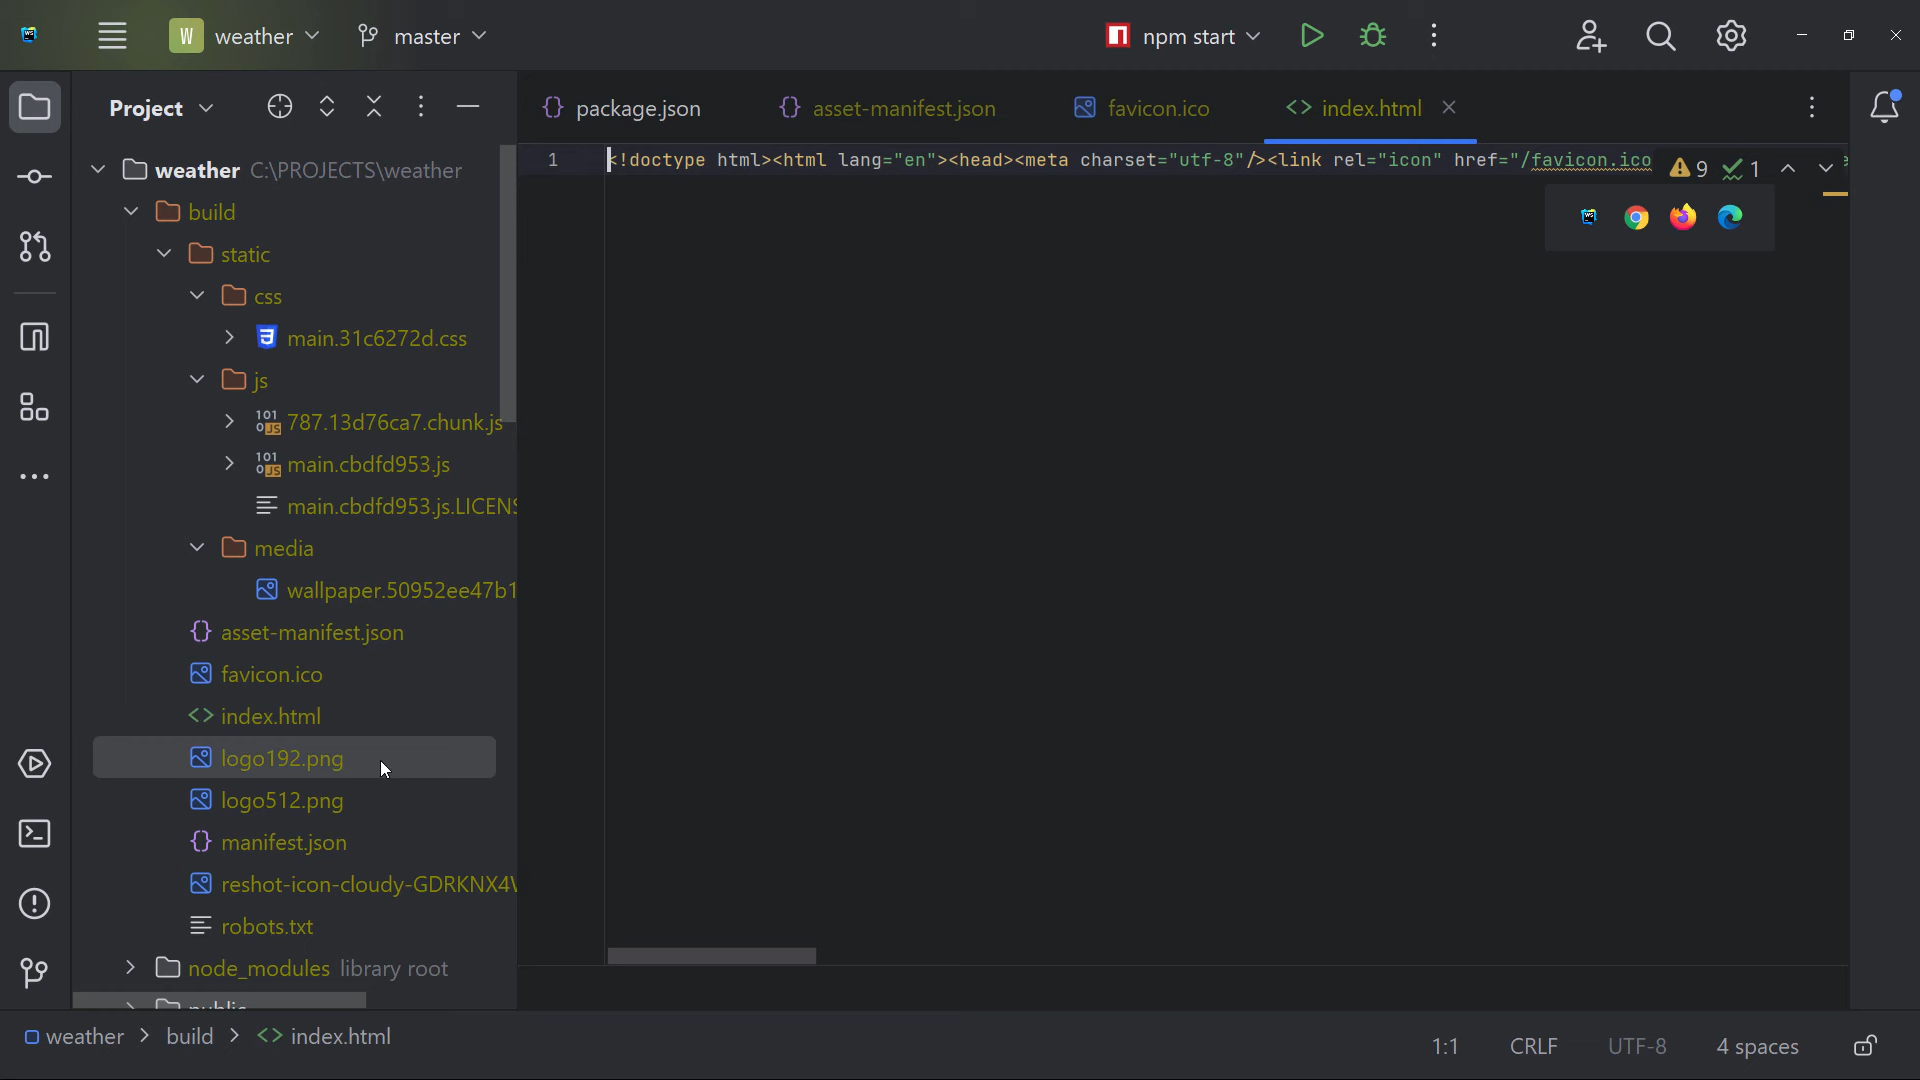 WS
W weather
master
npm start
Project
package.json
asset-manifest.json
favicon.ico
index.html
weather C:\PROJECTS\weather
1 <!doctype html><html lang="en"><head><meta charset="utf-8"/><link rel="icon" href="/favicon.ico
9 1
build
static
css
main.31c6272d.css
js
787.13d76ca7.chunk.js
main.cbdfd953.js
main.cbdfd953.js.LICENS
media
wallpaper.50952ee47b1
asset-manifest.json
favicon.ico
index.html
logo192.png
logo512.png
manifest.json
reshot-icon-cloudy-GDRKNX4
robots.txt
node_modules library root
public
weather > build > <> index.html
1:1 CRLF UTF-8 4 spaces